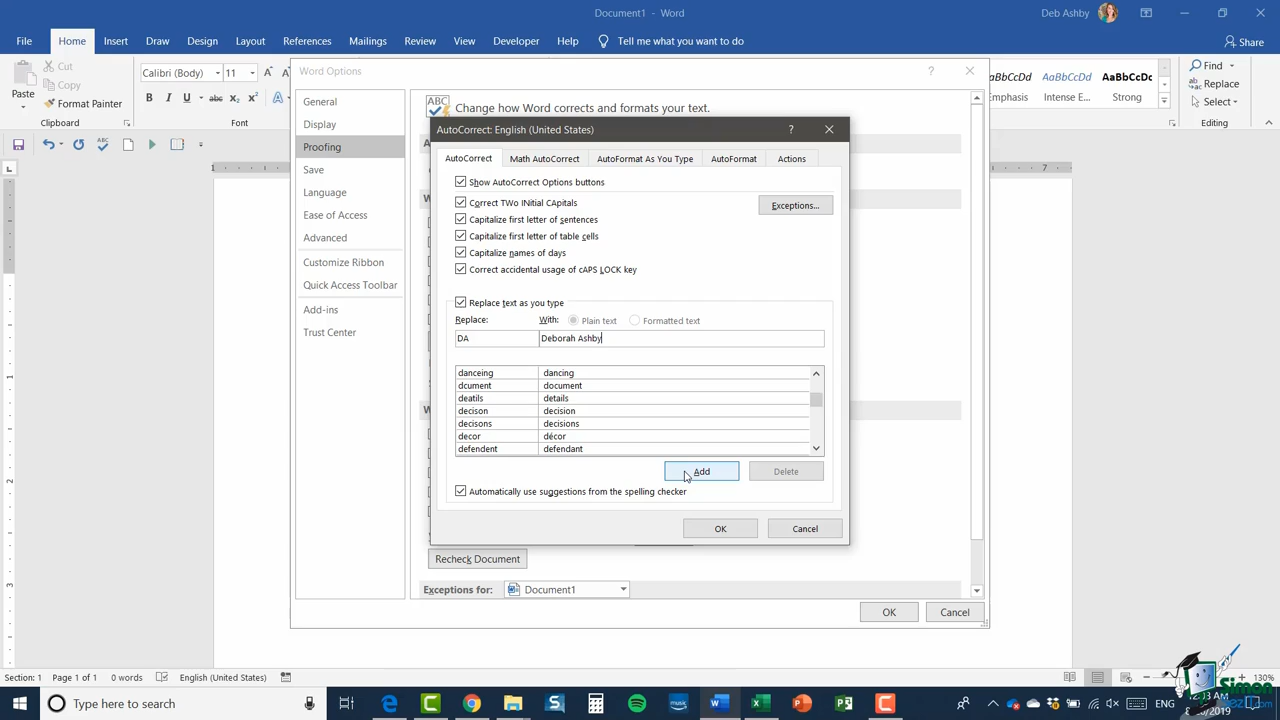 Document1 - Word
Deb Ashby
File Home Insert Draw Design Layout References Mailings Review View Developer Help Tell me what you want to do
Share
Paste
Cut
Copy
Format Painter
Clipboard
Calibri (Body) 11
B I U abc X₂ X²
Font
AaBbCcDd AaBbCcDd
Intense E... Strong
Find
Replace
Select
Editing
Word Options
General
Display
Proofing
Save
Language
Ease of Access
Advanced
Customize Ribbon
Quick Access Toolbar
Add-ins
Trust Center
ABC
Change how Word corrects and formats your text.
AutoCorrect: English (United States)
AutoCorrect Math AutoCorrect AutoFormat As You Type AutoFormat Actions
Show AutoCorrect Options buttons
Correct TWo INitial CApitals
Exceptions...
Capitalize first letter of sentences
Capitalize first letter of table cells
Capitalize names of days
Correct accidental usage of cAPS LOCK key
Replace text as you type
Replace: With: Plain text Formatted text
DA Deborah Ashby
danceing dancing
dcument document
deatils details
decison decision
decisons decisions
decor décor
defendent defendant
Add Delete
Automatically use suggestions from the spelling checker
OK Cancel
Recheck Document
Exceptions for: Document1
OK Cancel
Section: 1 Page 1 of 1 0 words English (United States)
130%
Type here to search
ENG
Simon